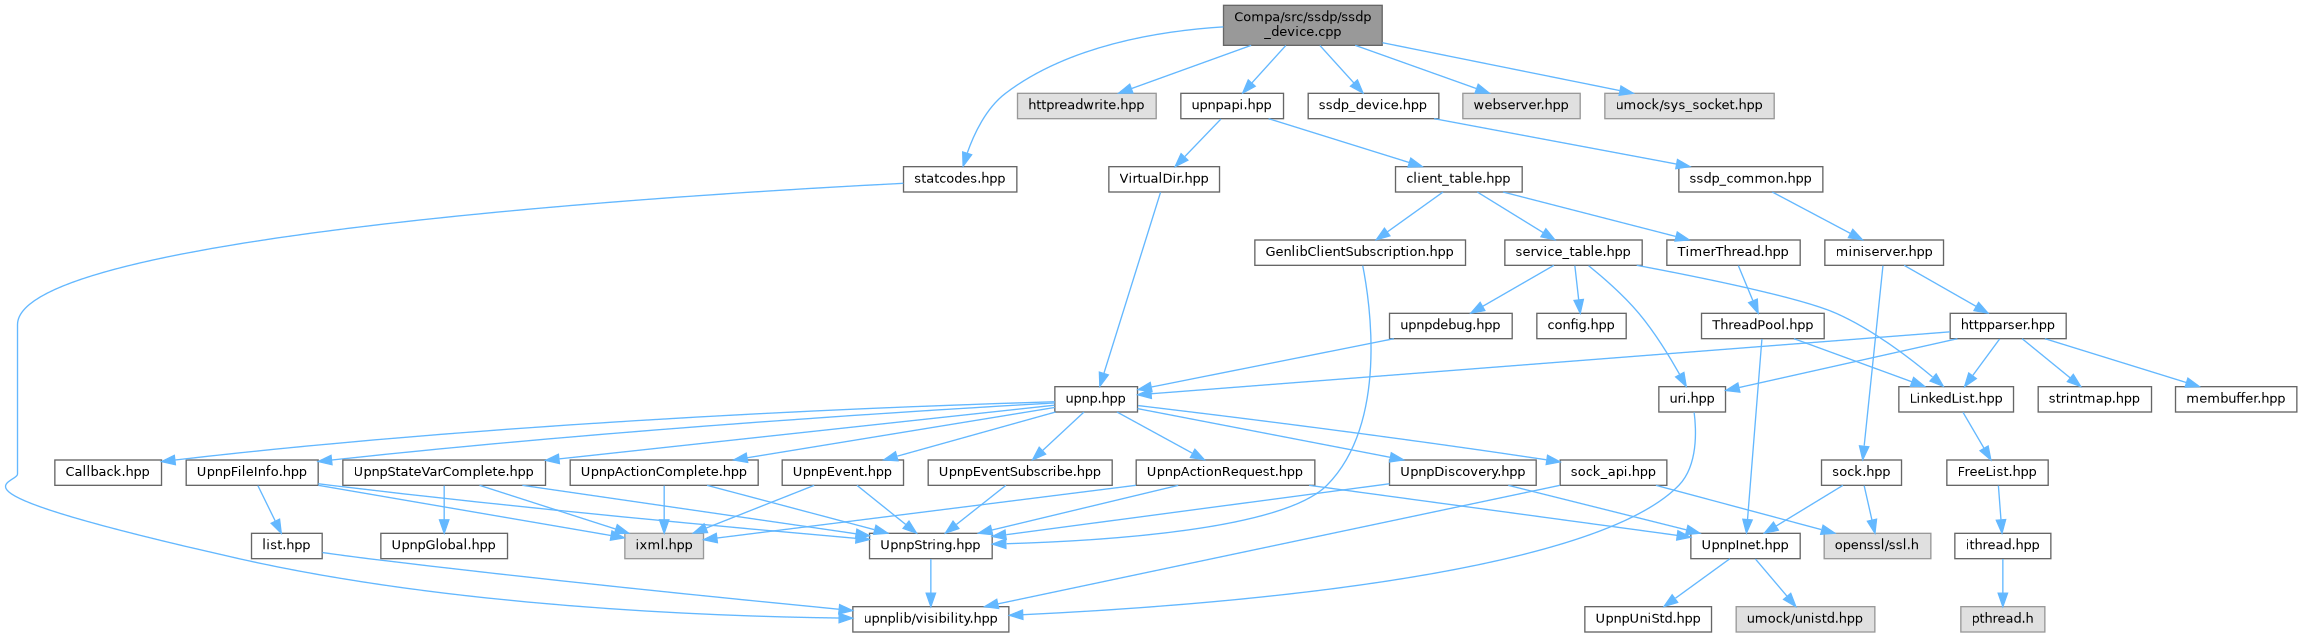 Compa/src/ssdp/ssdp
_device.cpp
httpreadwrite.hpp
upnpapi.hpp
ssdp_device.hpp
webserver.hpp
umock/sys_socket.hpp
statcodes.hpp
VirtualDir.hpp
client_table.hpp
ssdp_common.hpp
GenlibClientSubscription.hpp
service_table.hpp
TimerThread.hpp
miniserver.hpp
upnpdebug.hpp
config.hpp
ThreadPool.hpp
httpparser.hpp
upnp.hpp
uri.hpp
LinkedList.hpp
strintmap.hpp
membuffer.hpp
Callback.hpp
UpnpFileInfo.hpp
UpnpStateVarComplete.hpp
UpnpActionComplete.hpp
UpnpEvent.hpp
UpnpEventSubscribe.hpp
UpnpActionRequest.hpp
UpnpDiscovery.hpp
sock_api.hpp
sock.hpp
FreeList.hpp
list.hpp
UpnpGlobal.hpp
ixml.hpp
UpnpString.hpp
UpnpInet.hpp
openssl/ssl.h
ithread.hpp
upnplib/visibility.hpp
UpnpUniStd.hpp
umock/unistd.hpp
pthread.h